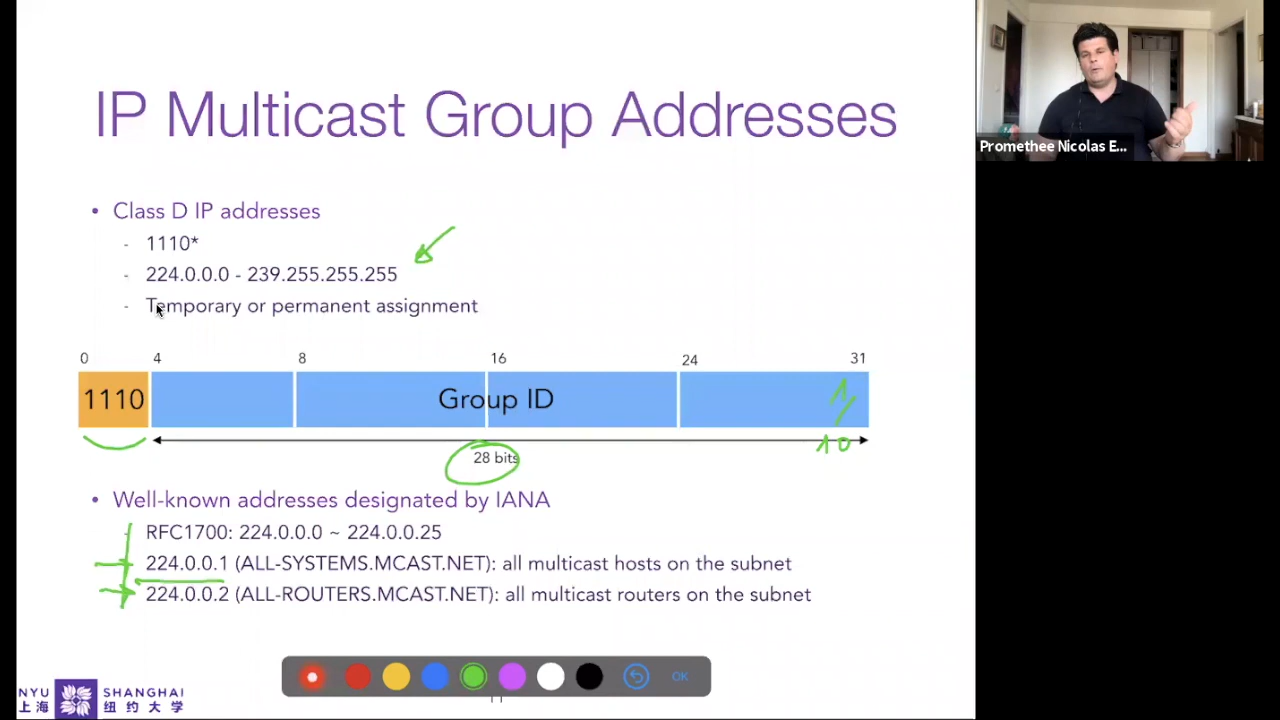 IP Multicast Group Addresses
Promethee Nicolas E...
• Class D IP addresses
- 1110*
- 224.0.0.0 - 239.255.255.255
- Temporary or permanent assignment
0 4 8 16 24 31
1110 Group ID 1
10
28 bits
• Well-known addresses designated by IANA
- RFC1700: 224.0.0.0 ~ 224.0.0.25
224.0.0.1 (ALL-SYSTEMS.MCAST.NET): all multicast hosts on the subnet
224.0.0.2 (ALL-ROUTERS.MCAST.NET): all multicast routers on the subnet
OK
NYU SHANGHAI
上海 纽约大学